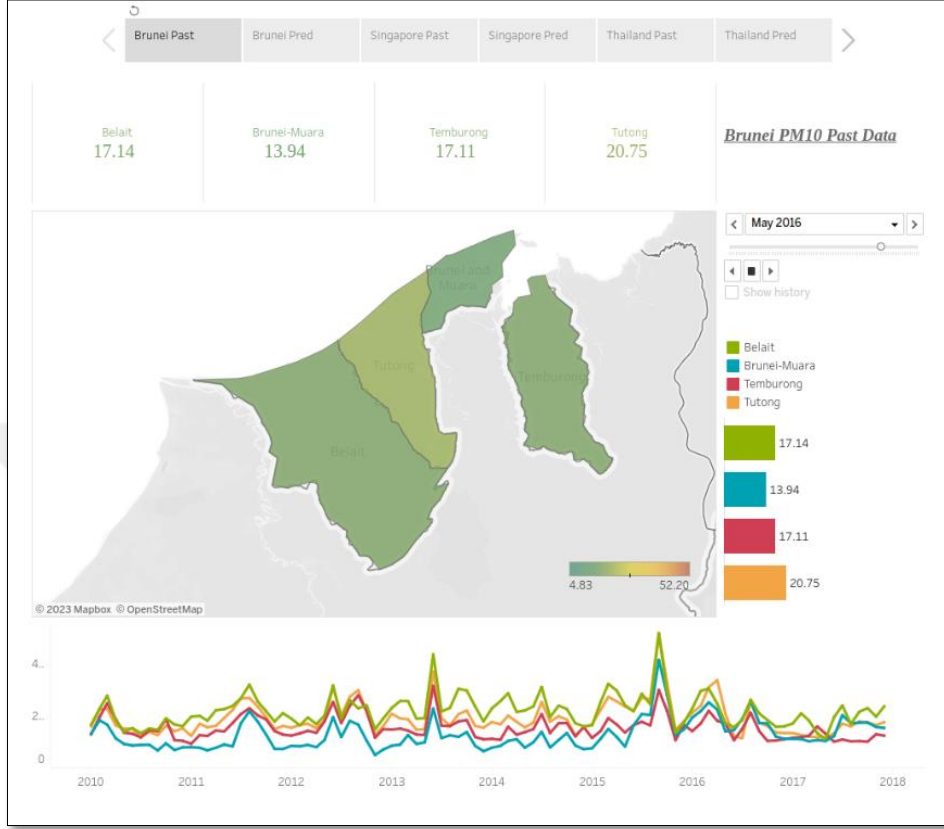 Brunei Past
Brunei Pred
Singapore Past
Singapore Pred
Thailand Past
Thailand Pred
Belait
17.14
Brunei-Muara
13.94
Temburong
17.11
Tutong
20.75
Brunei PM10 Past Data
May 2016
Show history
Brunei and
Muara
Tutong
Temburong
Belait
4.83
52.20
© 2023 Mapbox © OpenStreetMap
Belait
Brunei-Muara
Temburong
Tutong
17.14
13.94
17.11
20.75
4..
2..
0
2010
2011
2012
2013
2014
2015
2016
2017
2018